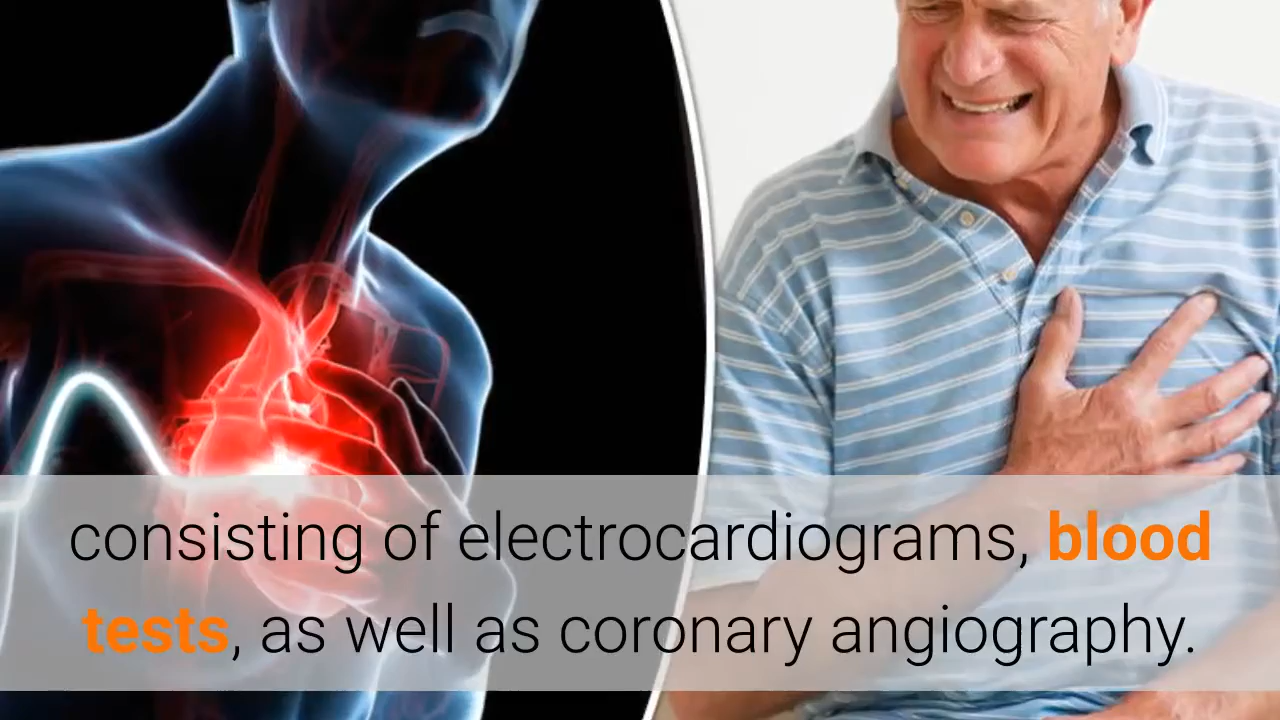 consisting of electrocardiograms, blood
tests, as well as coronary angiography.